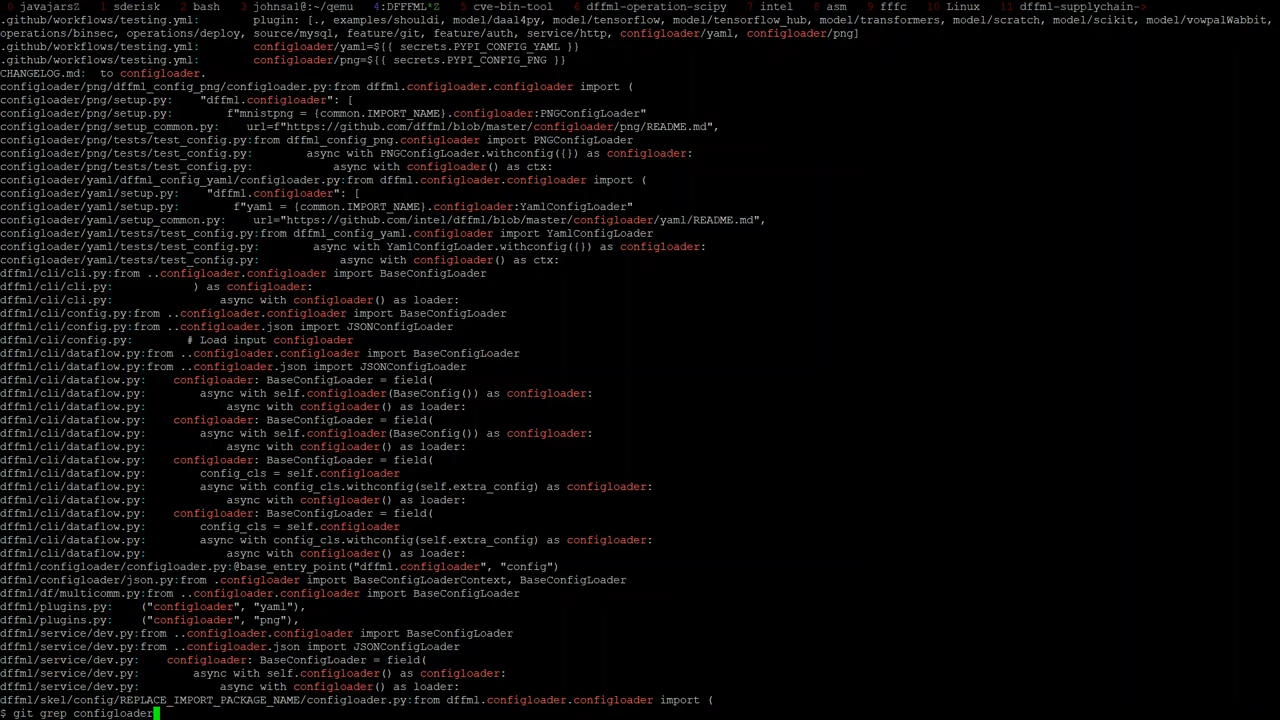 0 javajarsZ  1 sderisk  2 bash  3 johnsal@:~/qemu  4:DFFML*Z  5 cve-bin-tool  6 dffml-operation-scipy  7 intel  8 asm  9 fffc  10 Linux  11 dffml-supplychain->
.github/workflows/testing.yml:        plugin: [., examples/shouldi, model/daal4py, model/tensorflow, model/tensorflow_hub, model/transformers, model/scratch, model/scikit, model/vowpalWabbit,
operations/binsec, operations/deploy, source/mysql, feature/git, feature/auth, service/http, configloader/yaml, configloader/png]
.github/workflows/testing.yml:        configloader/yaml=${{ secrets.PYPI_CONFIG_YAML }}
.github/workflows/testing.yml:        configloader/png=${{ secrets.PYPI_CONFIG_PNG }}
CHANGELOG.md:  to configloader.
configloader/png/dffml_config_png/configloader.py:from dffml.configloader.configloader import (
configloader/png/setup.py:     "dffml.configloader": [
configloader/png/setup.py:         f"mnistpng = {common.IMPORT_NAME}.configloader:PNGConfigLoader"
configloader/png/setup_common.py:    url=f"https://github.com/dffml/blob/master/configloader/png/README.md",
configloader/png/tests/test_config.py:from dffml_config_png.configloader import PNGConfigLoader
configloader/png/tests/test_config.py:        async with PNGConfigLoader.withconfig({}) as configloader:
configloader/png/tests/test_config.py:            async with configloader() as ctx:
configloader/yaml/dffml_config_yaml/configloader.py:from dffml.configloader.configloader import (
configloader/yaml/setup.py:     "dffml.configloader": [
configloader/yaml/setup.py:         f"yaml = {common.IMPORT_NAME}.configloader:YamlConfigLoader"
configloader/yaml/setup_common.py:    url="https://github.com/intel/dffml/blob/master/configloader/yaml/README.md",
configloader/yaml/tests/test_config.py:from dffml_config_yaml.configloader import YamlConfigLoader
configloader/yaml/tests/test_config.py:        async with YamlConfigLoader.withconfig({}) as configloader:
configloader/yaml/tests/test_config.py:            async with configloader() as ctx:
dffml/cli/cli.py:from ..configloader.configloader import BaseConfigLoader
dffml/cli/cli.py:            ) as configloader:
dffml/cli/cli.py:                async with configloader() as loader:
dffml/cli/config.py:from ..configloader.configloader import BaseConfigLoader
dffml/cli/config.py:from ..configloader.json import JSONConfigLoader
dffml/cli/config.py:        # Load input configloader
dffml/cli/dataflow.py:from ..configloader.configloader import BaseConfigLoader
dffml/cli/dataflow.py:from ..configloader.json import JSONConfigLoader
dffml/cli/dataflow.py:    configloader: BaseConfigLoader = field(
dffml/cli/dataflow.py:        async with self.configloader(BaseConfig()) as configloader:
dffml/cli/dataflow.py:        async with configloader() as loader:
dffml/cli/dataflow.py:    configloader: BaseConfigLoader = field(
dffml/cli/dataflow.py:        async with self.configloader(BaseConfig()) as configloader:
dffml/cli/dataflow.py:        async with configloader() as loader:
dffml/cli/dataflow.py:    configloader: BaseConfigLoader = field(
dffml/cli/dataflow.py:        config_cls = self.configloader
dffml/cli/dataflow.py:        async with config_cls.withconfig(self.extra_config) as configloader:
dffml/cli/dataflow.py:        async with configloader() as loader:
dffml/cli/dataflow.py:    configloader: BaseConfigLoader = field(
dffml/cli/dataflow.py:        config_cls = self.configloader
dffml/cli/dataflow.py:        async with config_cls.withconfig(self.extra_config) as configloader:
dffml/cli/dataflow.py:        async with configloader() as loader:
dffml/configloader/configloader.py:@base_entry_point("dffml.configloader", "config")
dffml/configloader/json.py:from .configloader import BaseConfigLoaderContext, BaseConfigLoader
dffml/df/multicomm.py:from ..configloader.configloader import BaseConfigLoader
dffml/plugins.py:    ("configloader", "yaml"),
dffml/plugins.py:    ("configloader", "png"),
dffml/service/dev.py:from ..configloader.configloader import BaseConfigLoader
dffml/service/dev.py:from ..configloader.json import JSONConfigLoader
dffml/service/dev.py:    configloader: BaseConfigLoader = field(
dffml/service/dev.py:        async with self.configloader() as configloader:
dffml/service/dev.py:        async with configloader() as loader:
dffml/skel/config/REPLACE_IMPORT_PACKAGE_NAME/configloader.py:from dffml.configloader.configloader import (
$ git grep configloader